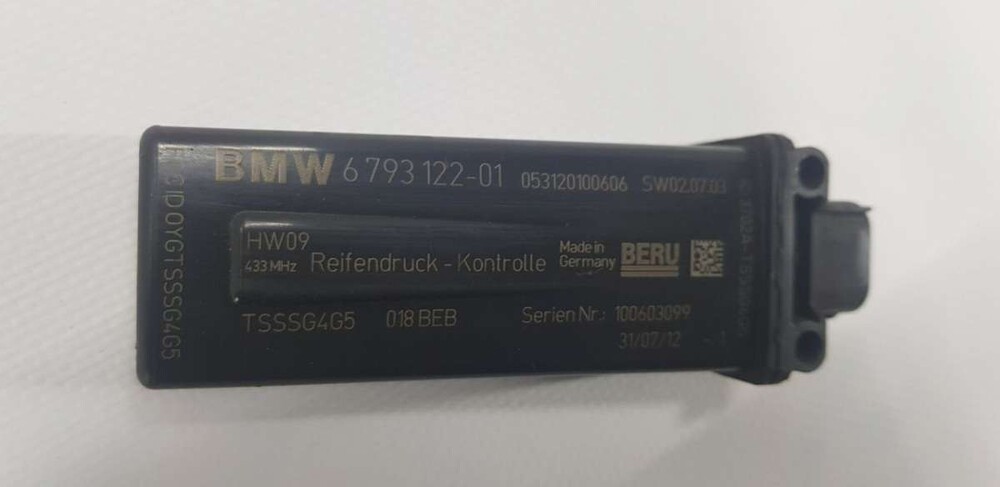 BMW 6 793 122-01 053120100606 SW02.07.03
HW09
433 MHz Reifendruck - Kontrolle Made in Germany BERU
TSSSG4G5 018 BEB Serien Nr.: 100603099
31/07/12
ID0YGTSSSG4G5